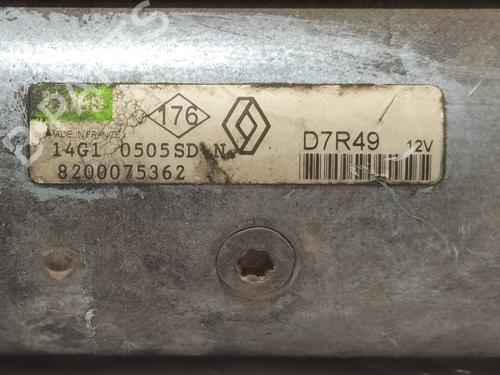 176
MADE IN FRANCE
14G1 0505SD N
8200075362
D7R49 12V